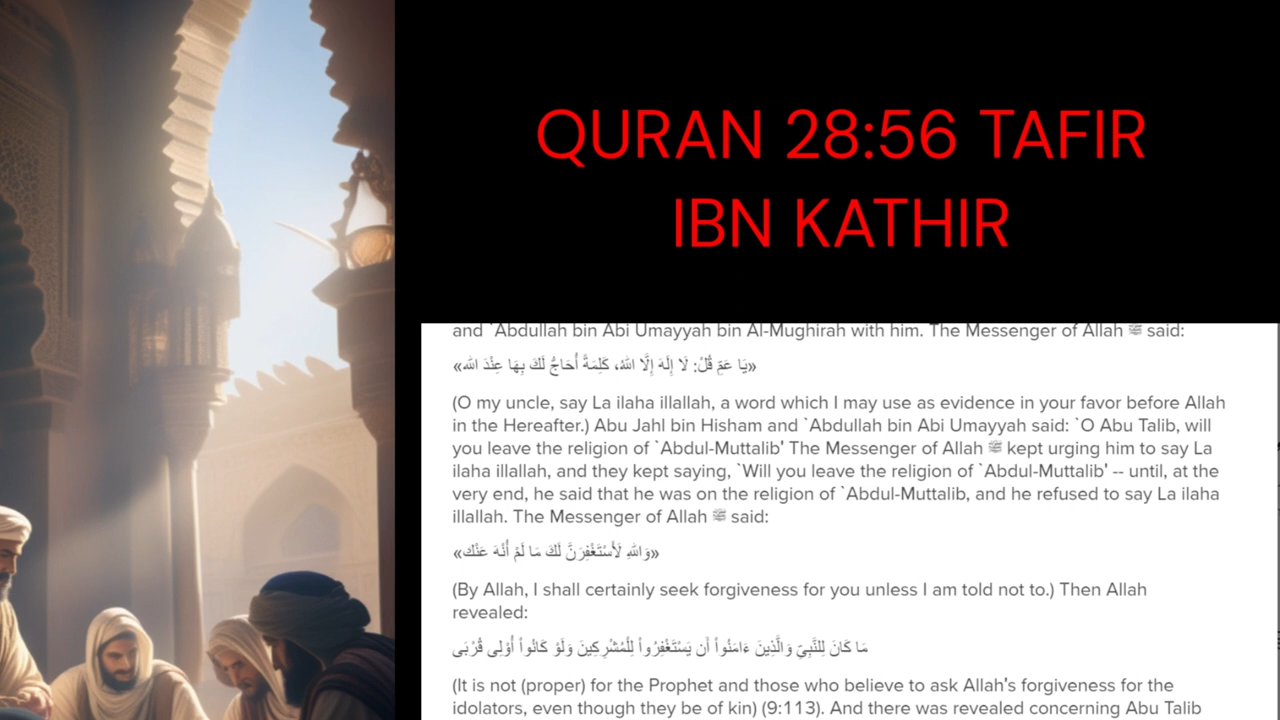 QURAN 28:56 TAFIR
IBN KATHIR
and `Abdullah bin Abi Umayyah bin Al-Mughirah with him. The Messenger of Allah ﷺ said:
«يَا عَمِّ قُلْ: لَا إِلَهَ إِلَّا اللهُ، كَلِمَةً أُحَاجُّ لَكَ بِهَا عِنْدَ الله»
(O my uncle, say La ilaha illallah, a word which I may use as evidence in your favor before Allah
in the Hereafter.) Abu Jahl bin Hisham and `Abdullah bin Abi Umayyah said: `O Abu Talib, will
you leave the religion of `Abdul-Muttalib' The Messenger of Allah ﷺ kept urging him to say La
ilaha illallah, and they kept saying, `Will you leave the religion of `Abdul-Muttalib' -- until, at the
very end, he said that he was on the religion of `Abdul-Muttalib, and he refused to say La ilaha
illallah. The Messenger of Allah ﷺ said:
«وَاللهِ لَأَسْتَغْفِرَنَّ لَكَ مَا لَمْ أُنْهَ عَنْك»
(By Allah, I shall certainly seek forgiveness for you unless I am told not to.) Then Allah
revealed:
مَا كَانَ لِلنَّبِيِّ وَالَّذِينَ ءَامَنُواْ أَن يَسْتَغْفِرُواْ لِلْمُشْرِكِينَ وَلَوْ كَانُواْ أُوْلِى قُرْبَى
(It is not (proper) for the Prophet and those who believe to ask Allah's forgiveness for the
idolators, even though they be of kin) (9:113). And there was revealed concerning Abu Talib